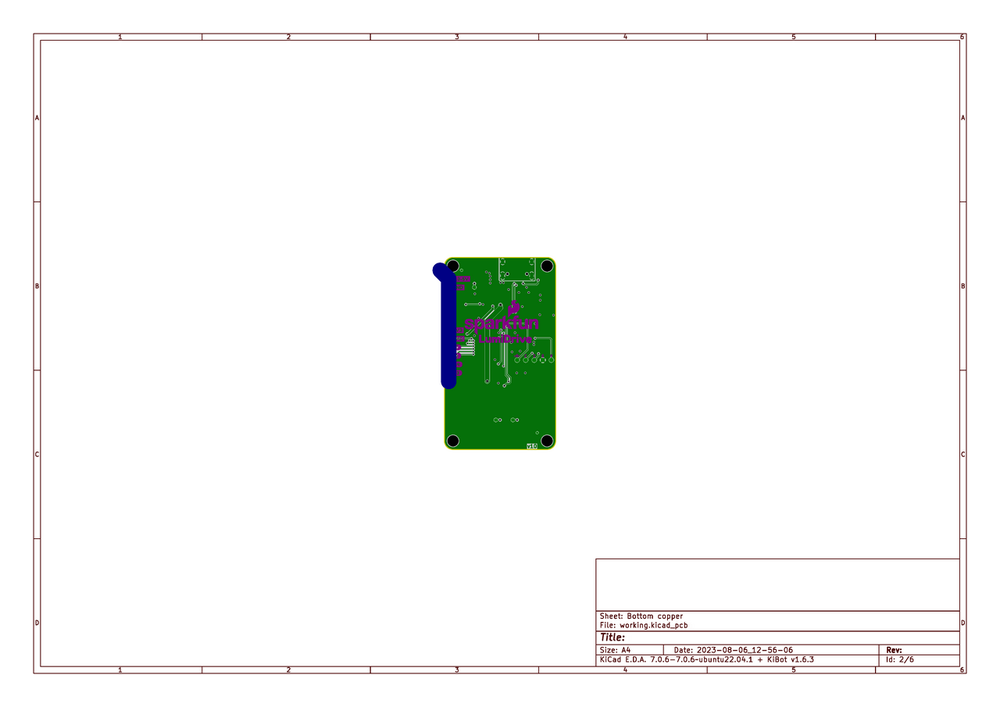 1 2 3 4 5 6
A A
B B
sparkfun
v10
C C
D D
Sheet: Bottom copper
File: working.kicad_pcb
Title:
Size: A4 Date: 2023-08-06_12-56-06 Rev:
KiCad E.D.A. 7.0.6-7.0.6-ubuntu22.04.1 + KiBot v1.6.3 Id: 2/6
1 2 3 4 5 6